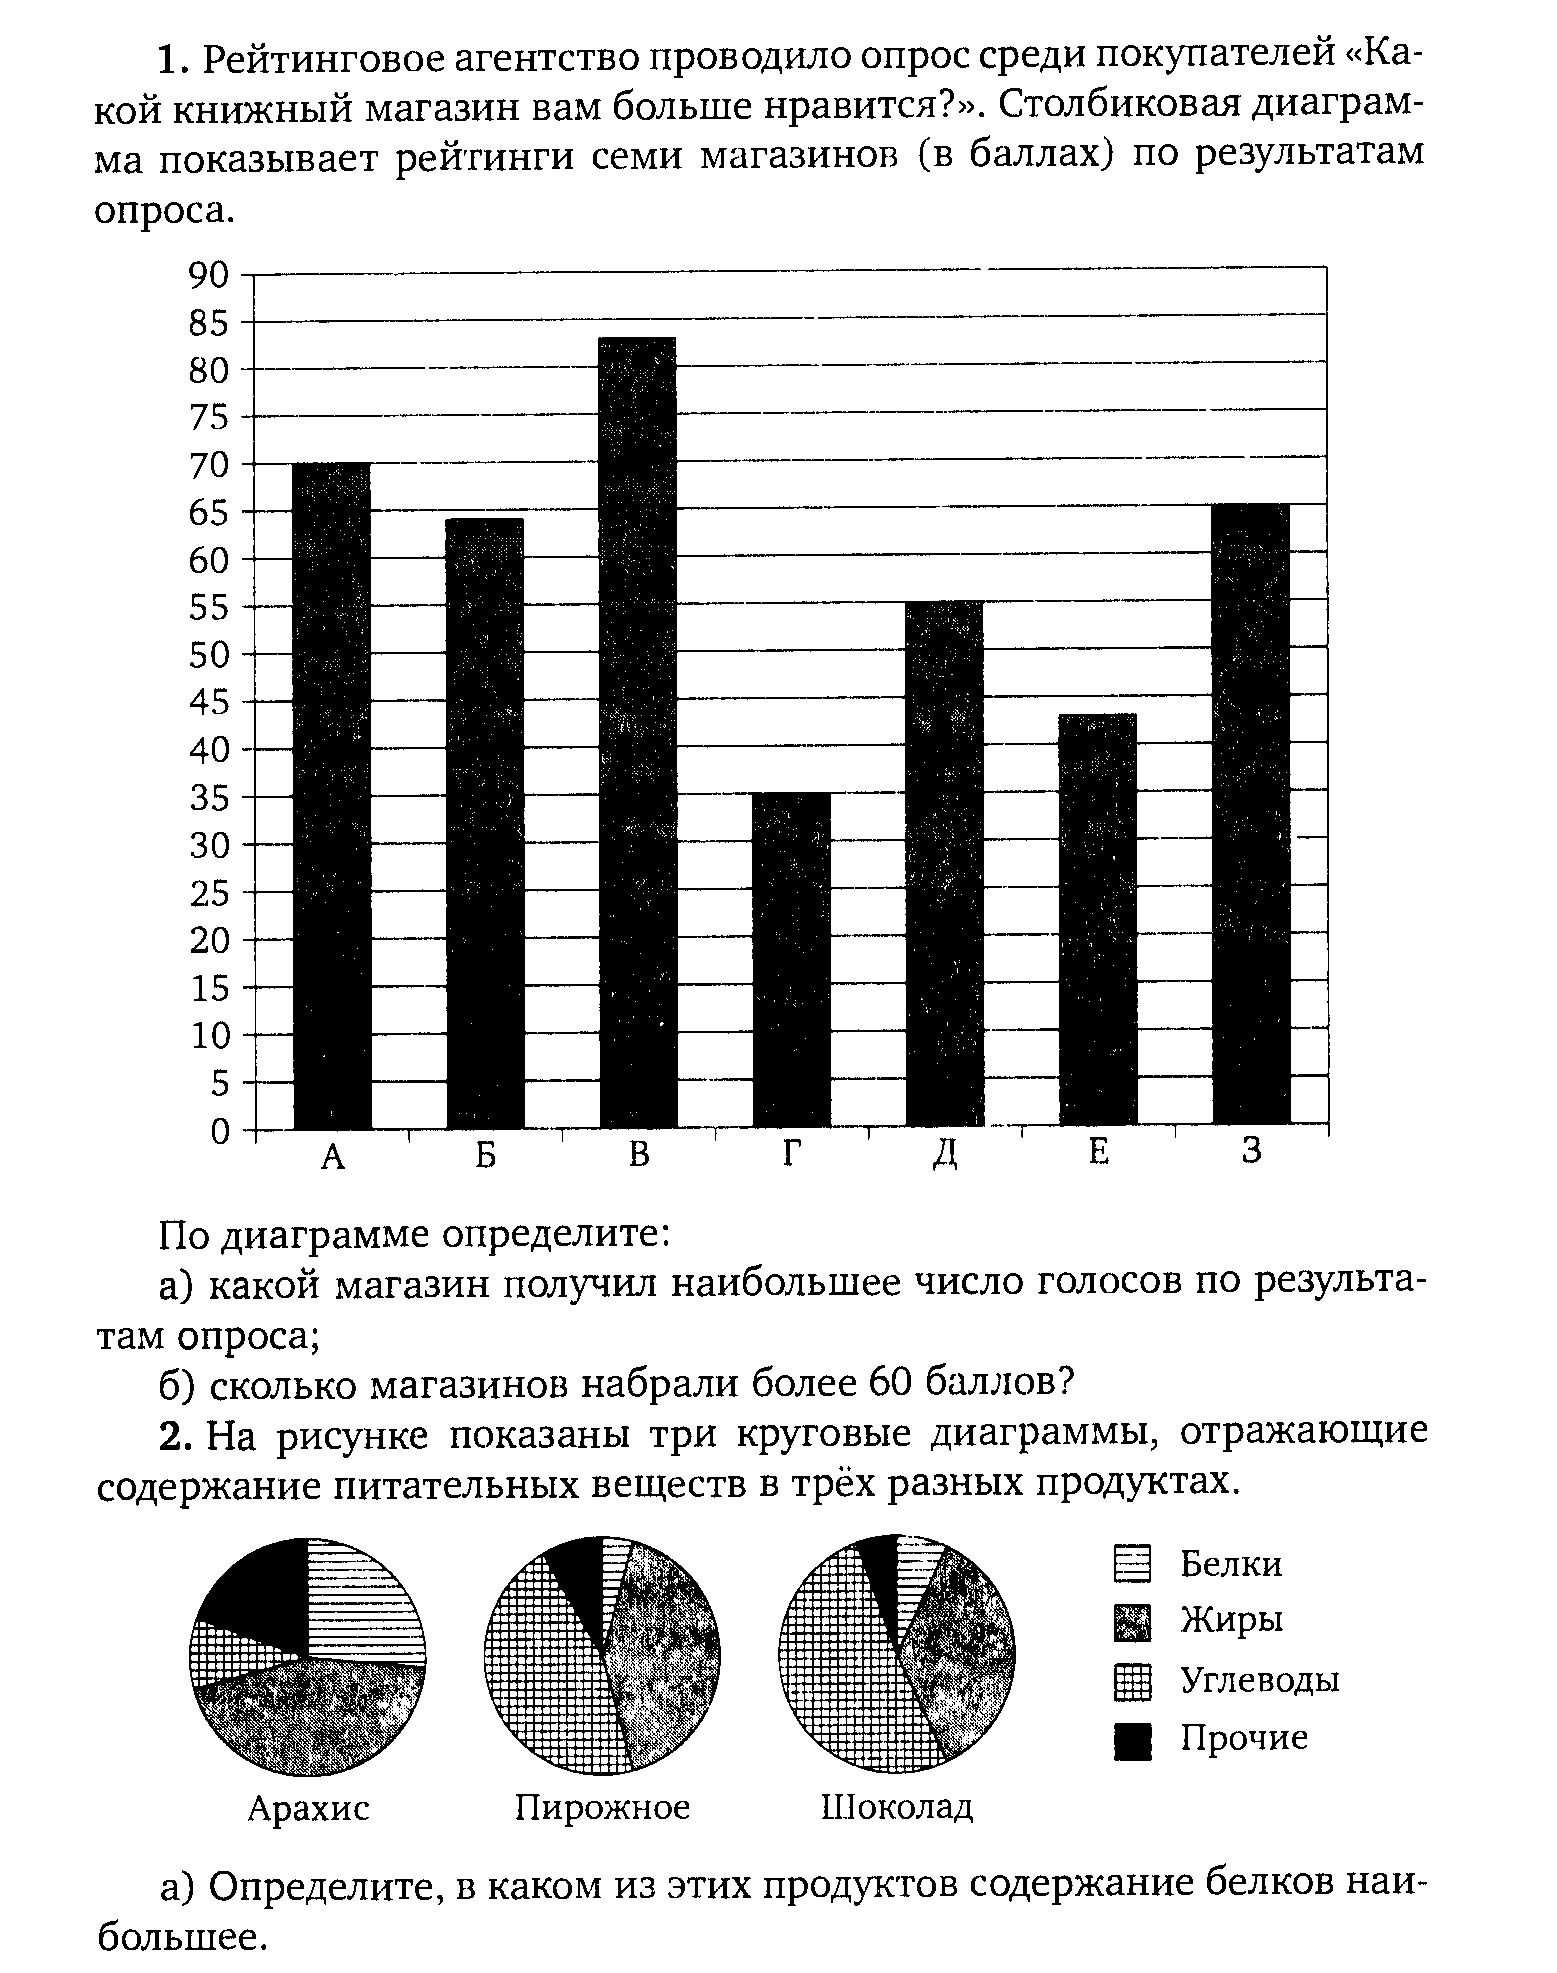 1. Рейтинговое агентство проводило опрос среди покупателей «Ка-
кой книжный магазин вам больше нравится?». Столбиковая диаграм-
ма показывает рейтинги семи магазинов (в баллах) по результатам
опроса.
90
85
80
75
70
65
60
55
50
45
40
35
30
25
20
15
10
5
0
А Б В Г Д Е З
По диаграмме определите:
а) какой магазин получил наибольшее число голосов по результа-
там опроса;
б) сколько магазинов набрали более 60 баллов?
2. На рисунке показаны три круговые диаграммы, отражающие
содержание питательных веществ в трёх разных продуктах.
Белки
Жиры
Углеводы
Прочие
Арахис Пирожное Шоколад
а) Определите, в каком из этих продуктов содержание белков наи-
большее.